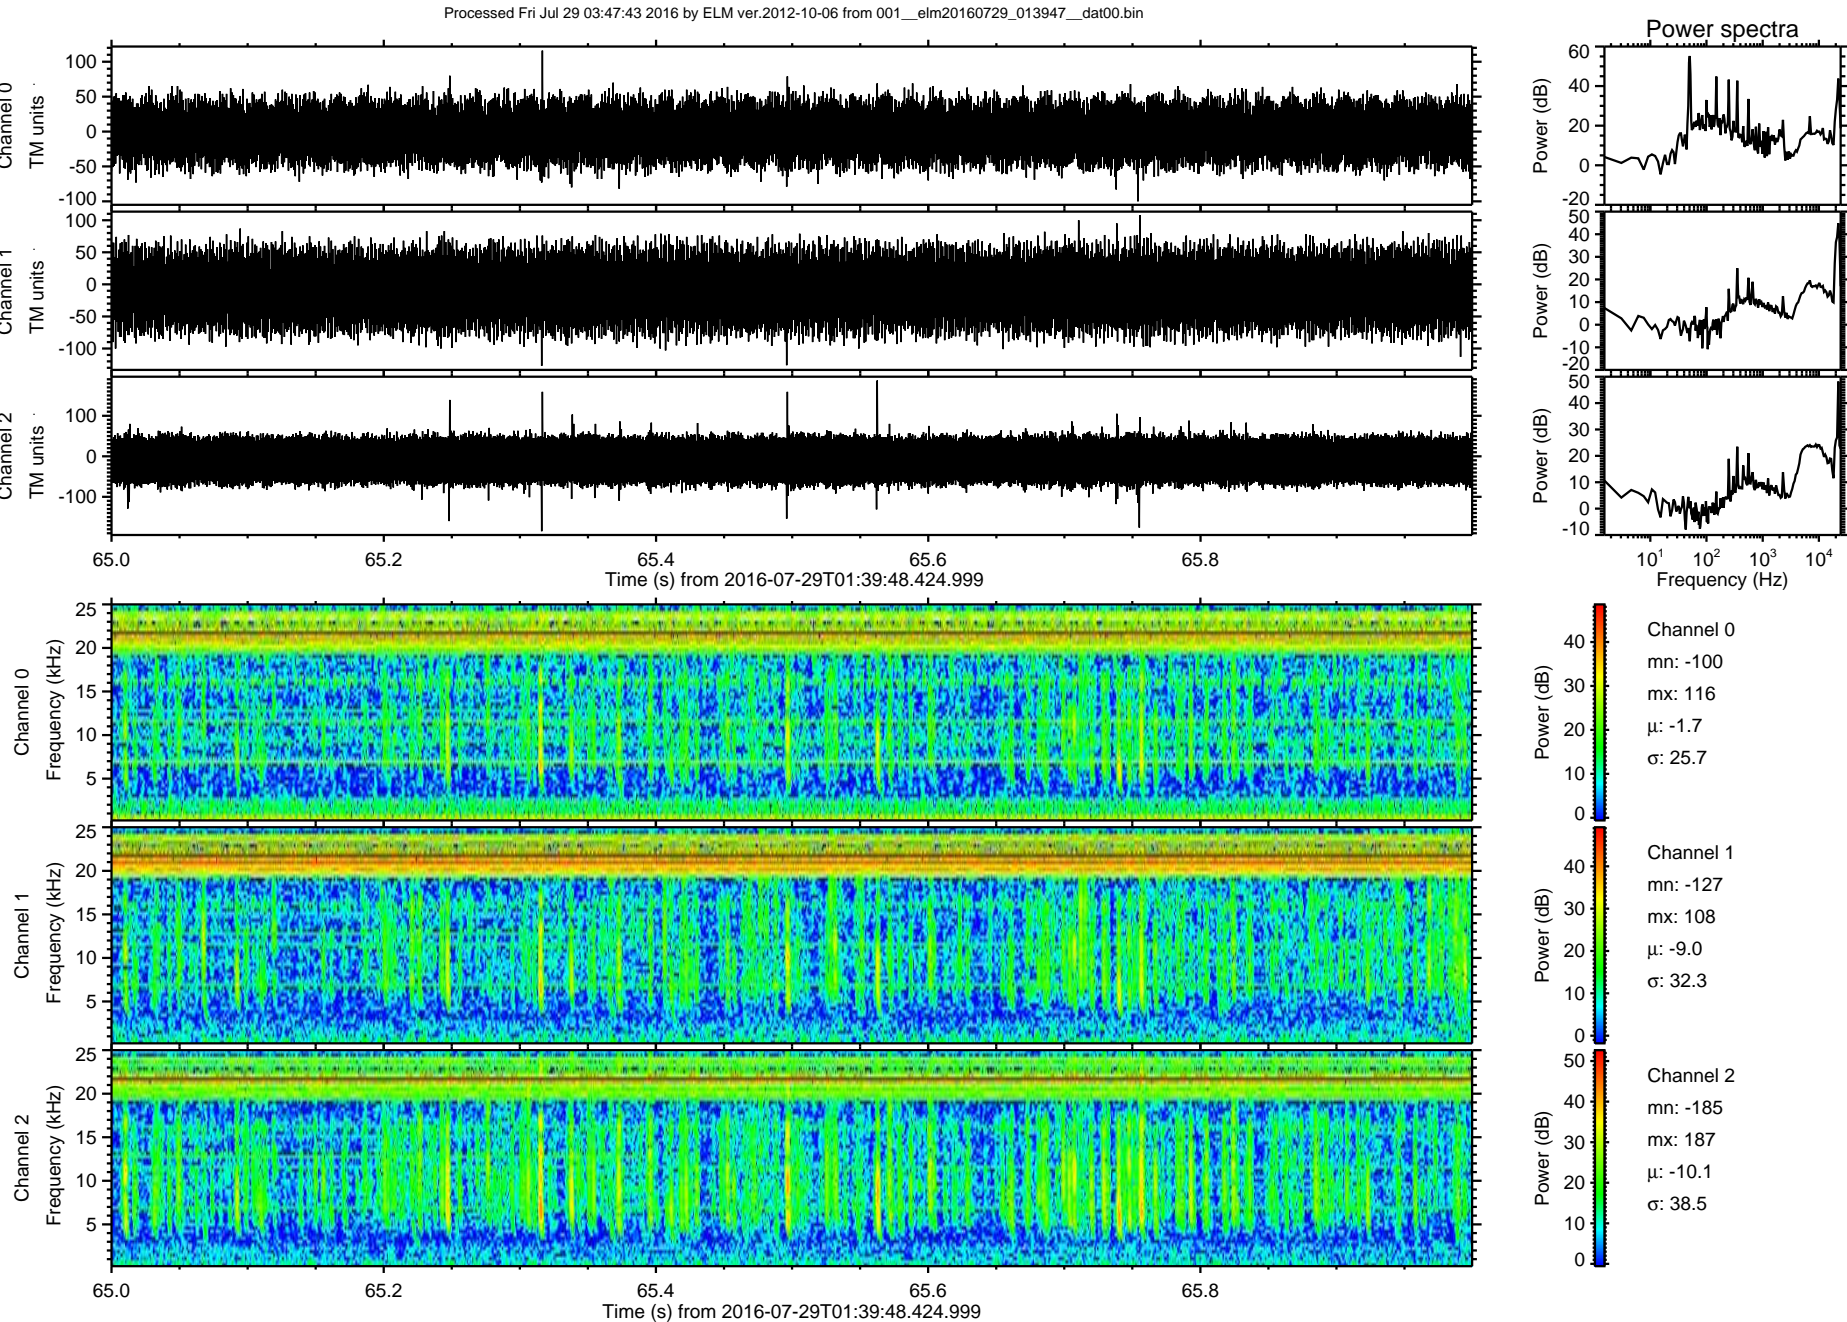 Processed Fri Jul 29 03:47:43 2016 by ELM ver.2012-10-06 from 001__elm20160729_013947__dat00.bin
Power spectra
Channel 0
TM units
100
50
0
-50
-100
Power (dB)
60
40
20
0
-20
Channel 1
TM units
100
50
0
-50
-100
Power (dB)
50
40
30
20
10
0
-10
-20
Channel 2
TM units
100
0
-100
Power (dB)
50
40
30
20
10
0
-10
65.0 65.2 65.4 65.6 65.8
Time (s) from 2016-07-29T01:39:48.424.999
10^1 10^2 10^3 10^4
Frequency (Hz)
Channel 0
Frequency (kHz)
25
20
15
10
5
Power (dB)
40
30
20
10
0
Channel 0
mn: -100
mx: 116
μ: -1.7
σ: 25.7
Channel 1
Frequency (kHz)
25
20
15
10
5
Power (dB)
40
30
20
10
0
Channel 1
mn: -127
mx: 108
μ: -9.0
σ: 32.3
Channel 2
Frequency (kHz)
25
20
15
10
5
Power (dB)
50
40
30
20
10
0
Channel 2
mn: -185
mx: 187
μ: -10.1
σ: 38.5
65.0 65.2 65.4 65.6 65.8
Time (s) from 2016-07-29T01:39:48.424.999